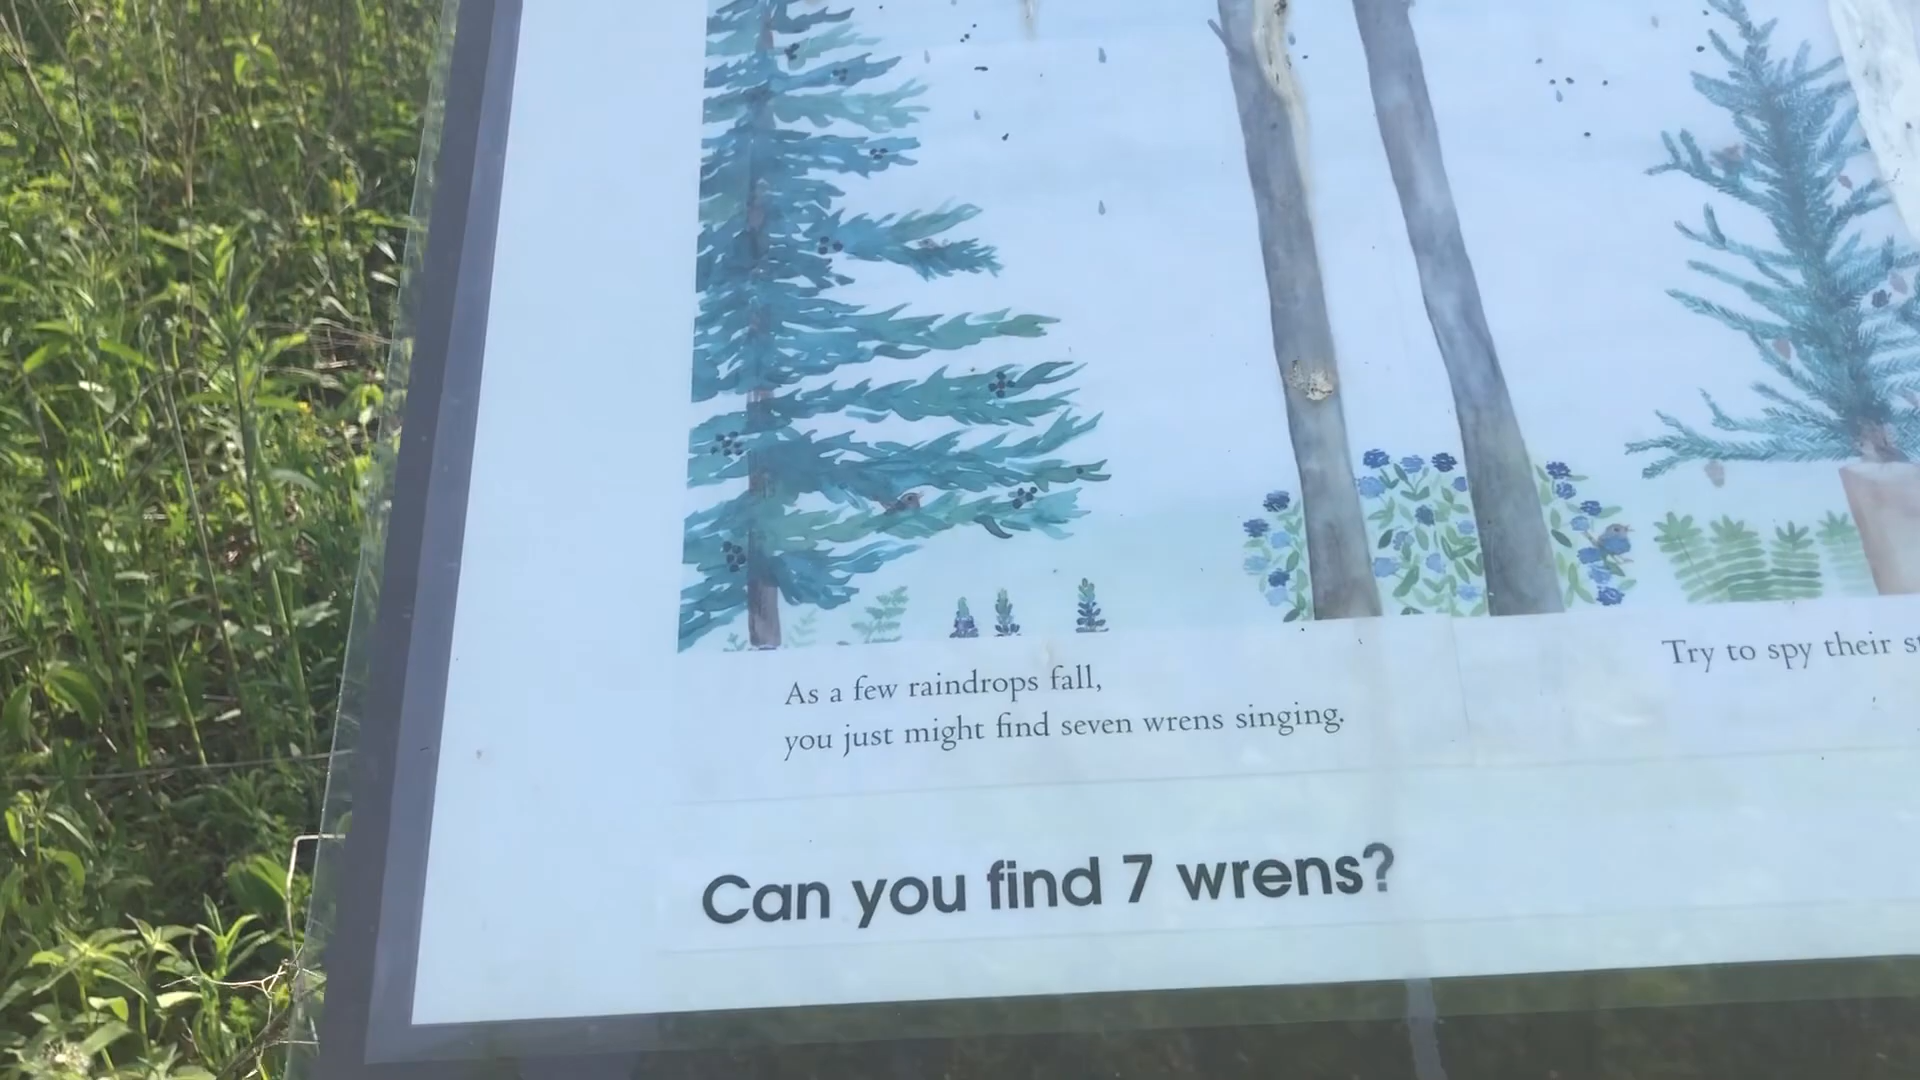 As a few raindrops fall,
you just might find seven wrens singing.
Try to spy their
Can you find 7 wrens?